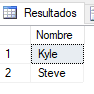 Resultados
Nombre
1 Kyle
2 Steve